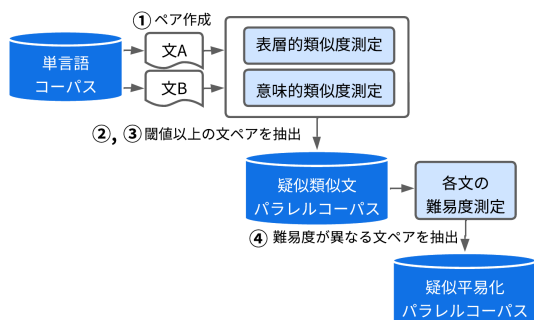 ① ペア作成
単言語
コーパス
文A
文B
表層的類似度測定
意味的類似度測定
②, ③ 閾値以上の文ペアを抽出
疑似類似文
パラレルコーパス
各文の
難易度測定
④ 難易度が異なる文ペアを抽出
疑似平易化
パラレルコーパス